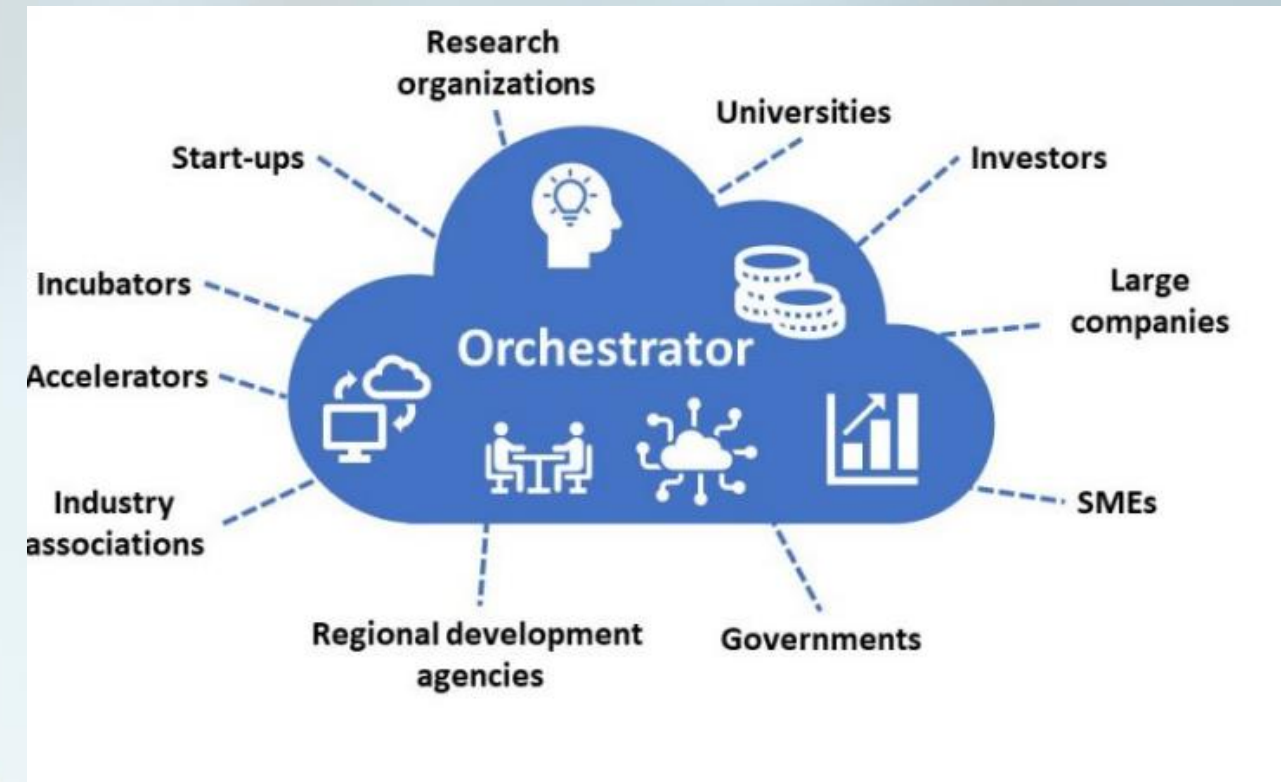 Research
organizations
Universities
Start-ups
Investors
Incubators
Large
companies
Orchestrator
Accelerators
Industry
associations
SMEs
Regional development
agencies
Governments